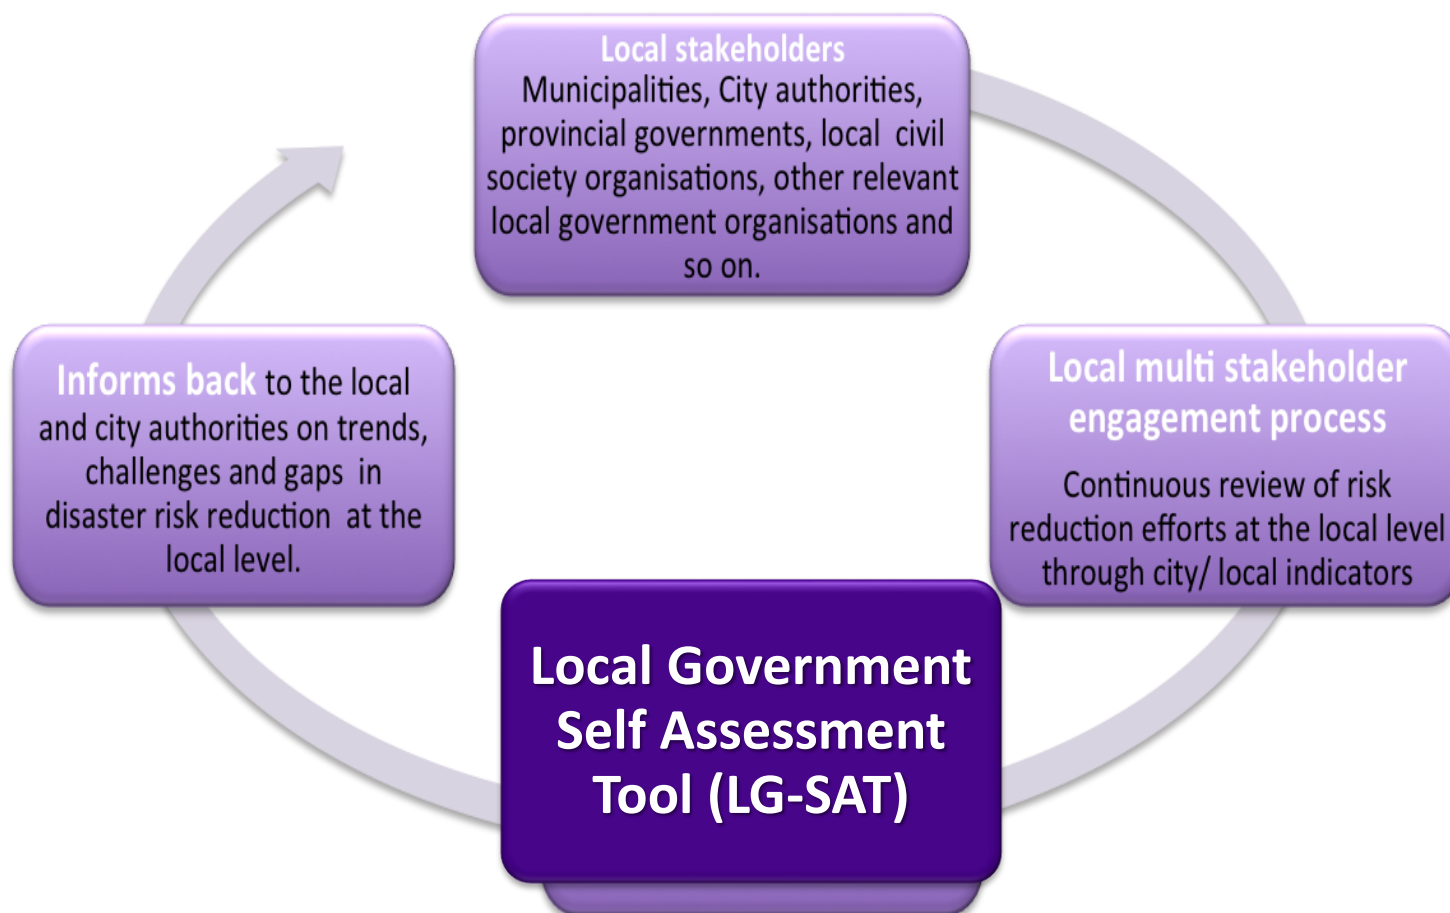 Local stakeholders
Municipalities, City authorities,
provincial governments, local civil
society organisations, other relevant
local government organisations and
so on.
Local multi stakeholder
engagement process
Continuous review of risk
reduction efforts at the local level
through city/ local indicators
Local Government
Self Assessment
Tool (LG-SAT)
Informs back to the local
and city authorities on trends,
challenges and gaps in
disaster risk reduction at the
local level.